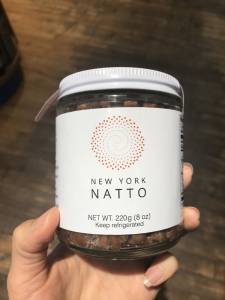 NEW YORK
NATTO
NET WT. 220g (8 oz)
Keep refrigerated